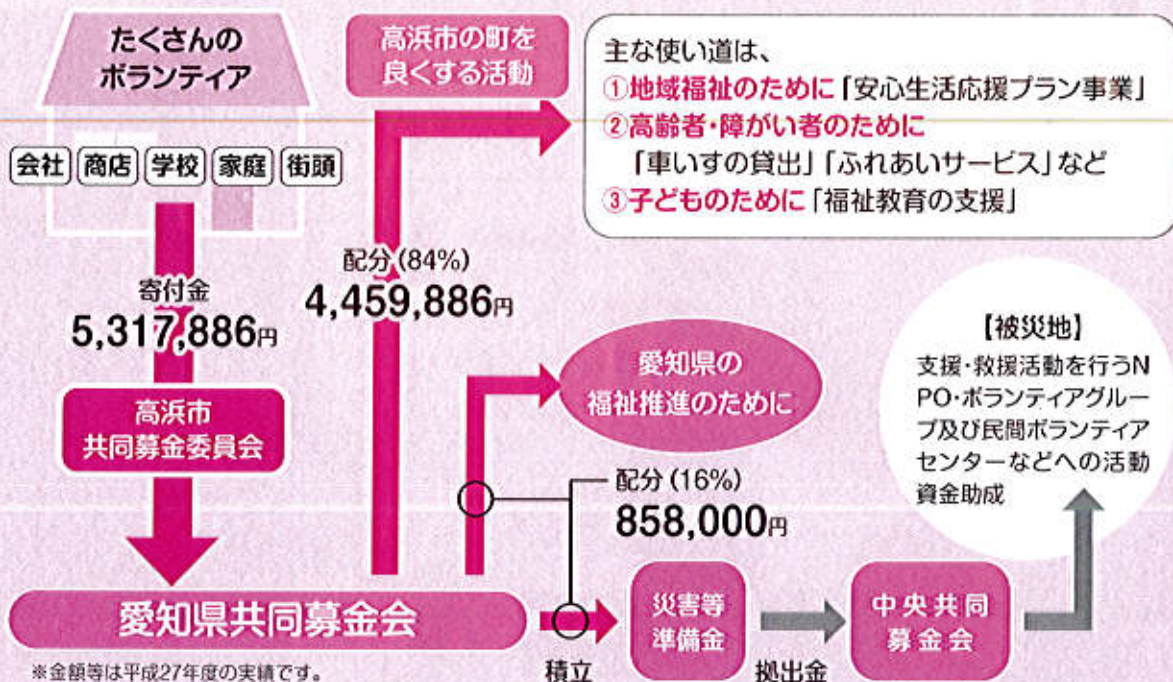 たくさんの
ボランティア
会社 商店 学校 家庭 街頭
寄付金
5,317,886円
高浜市
共同募金委員会
愛知県共同募金会
※金額等は平成27年度の実績です。
高浜市の町を
良くする活動
配分(84%)
4,459,886円
主な使い道は、
①地域福祉のために「安心生活応援プラン事業」
②高齢者・障がい者のために
「車いすの貸出」「ふれあいサービス」など
③子どものために「福祉教育の支援」
愛知県の
福祉推進のために
配分(16%)
858,000円
積立
災害等
準備金
拠出金
中央共同
募金会
【被災地】
支援・救援活動を行うN
PO・ボランティアグルー
プ及び民間ボランティア
センターなどへの活動
資金助成